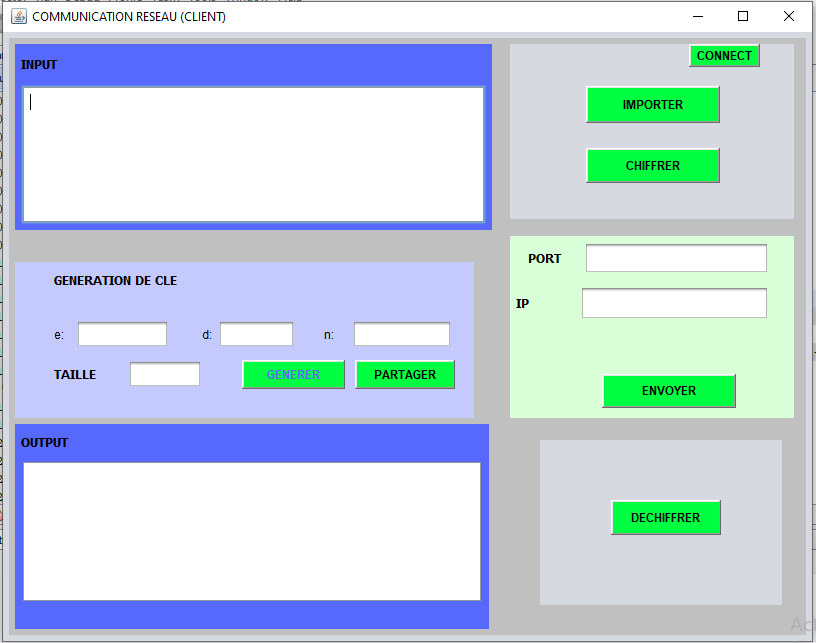 COMMUNICATION RESEAU (CLIENT)
INPUT
CONNECT
IMPORTER
CHIFFRER
PORT
IP
ENVOYER
GENERATION DE CLE
e:
d:
n:
TAILLE
GENERER
PARTAGER
OUTPUT
DECHIFFRER